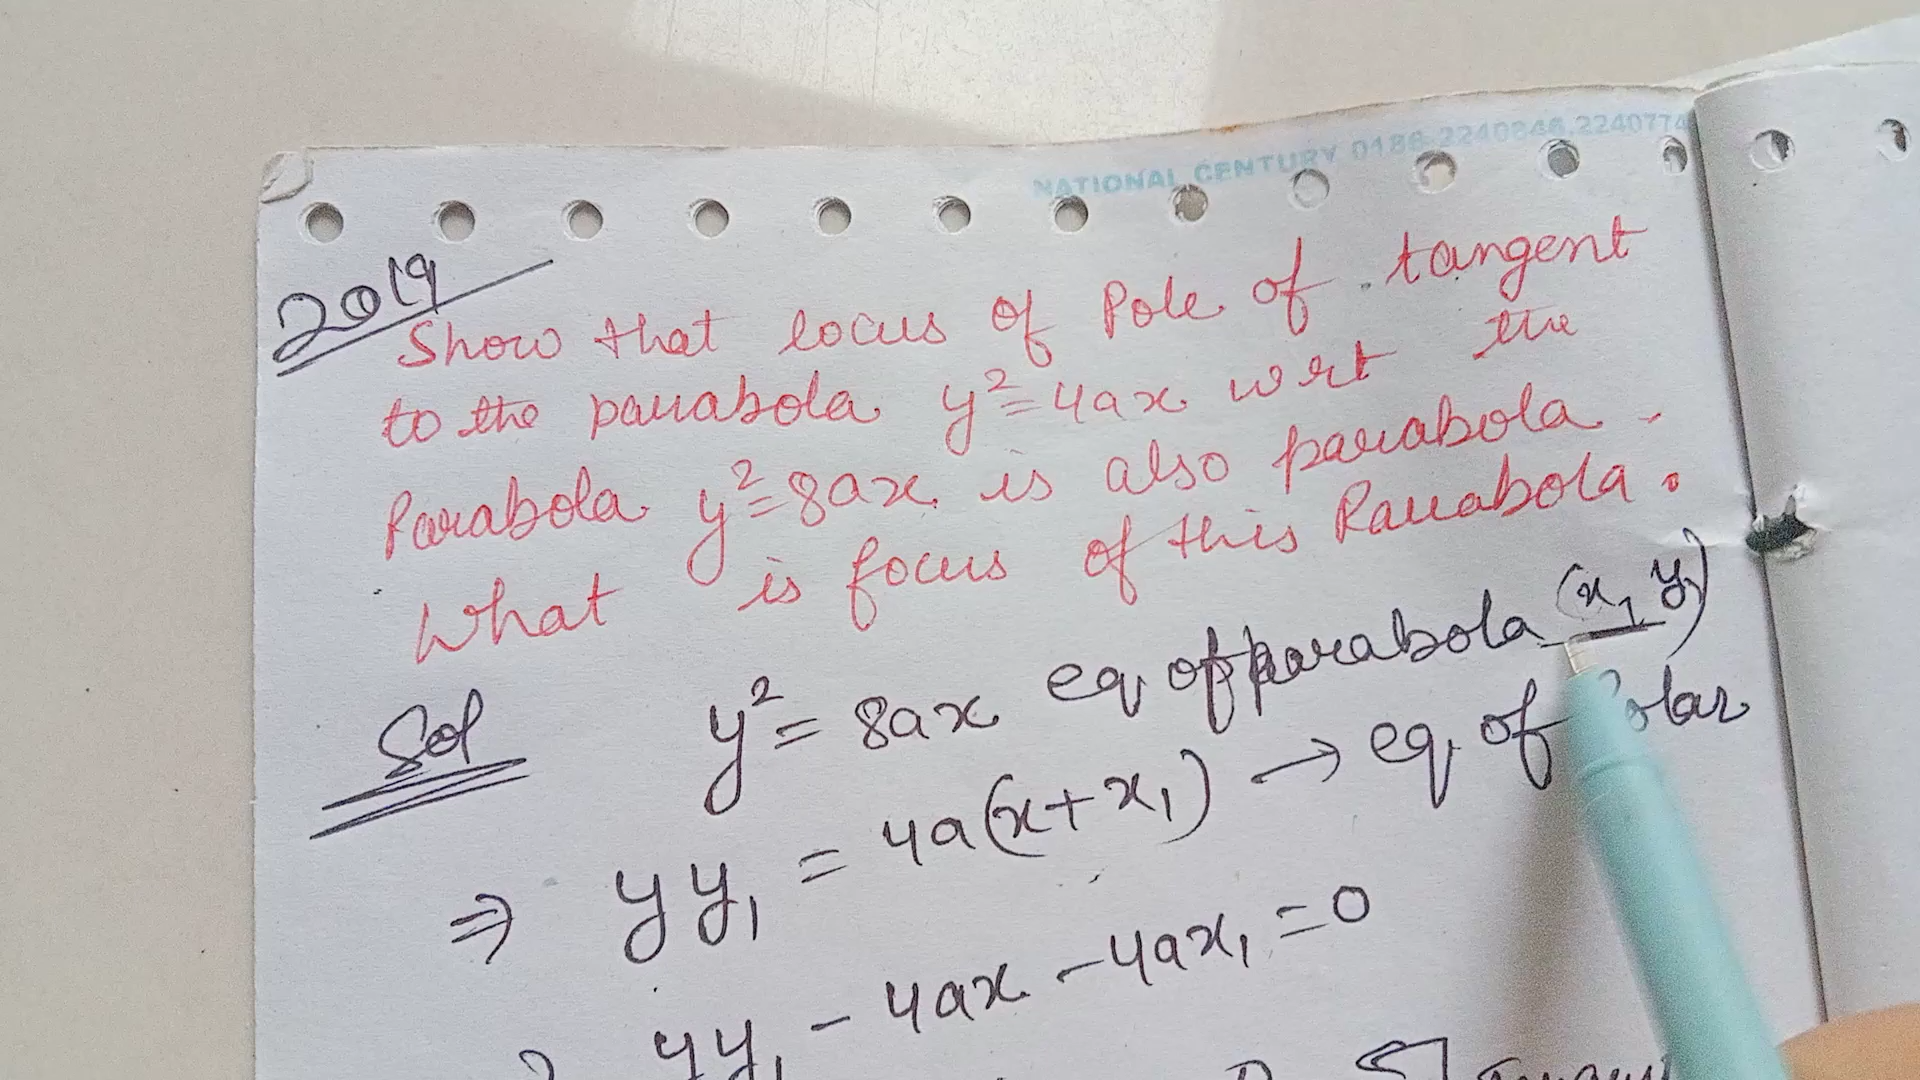 NATIONAL CENTURY 0186-2240846,2240774
2019
Show that locus of Pole of tangent
to the parabola y²=4ax wrt the
Parabola y²=8ax is also parabola
What is focus of this Parabola.
Sol y² = 8ax eq of parabola (x₁ y₁)
⇒ yy₁ = 4a(x+x₁) → eq. of
yy₁ - 4ax - 4ax₁ = 0